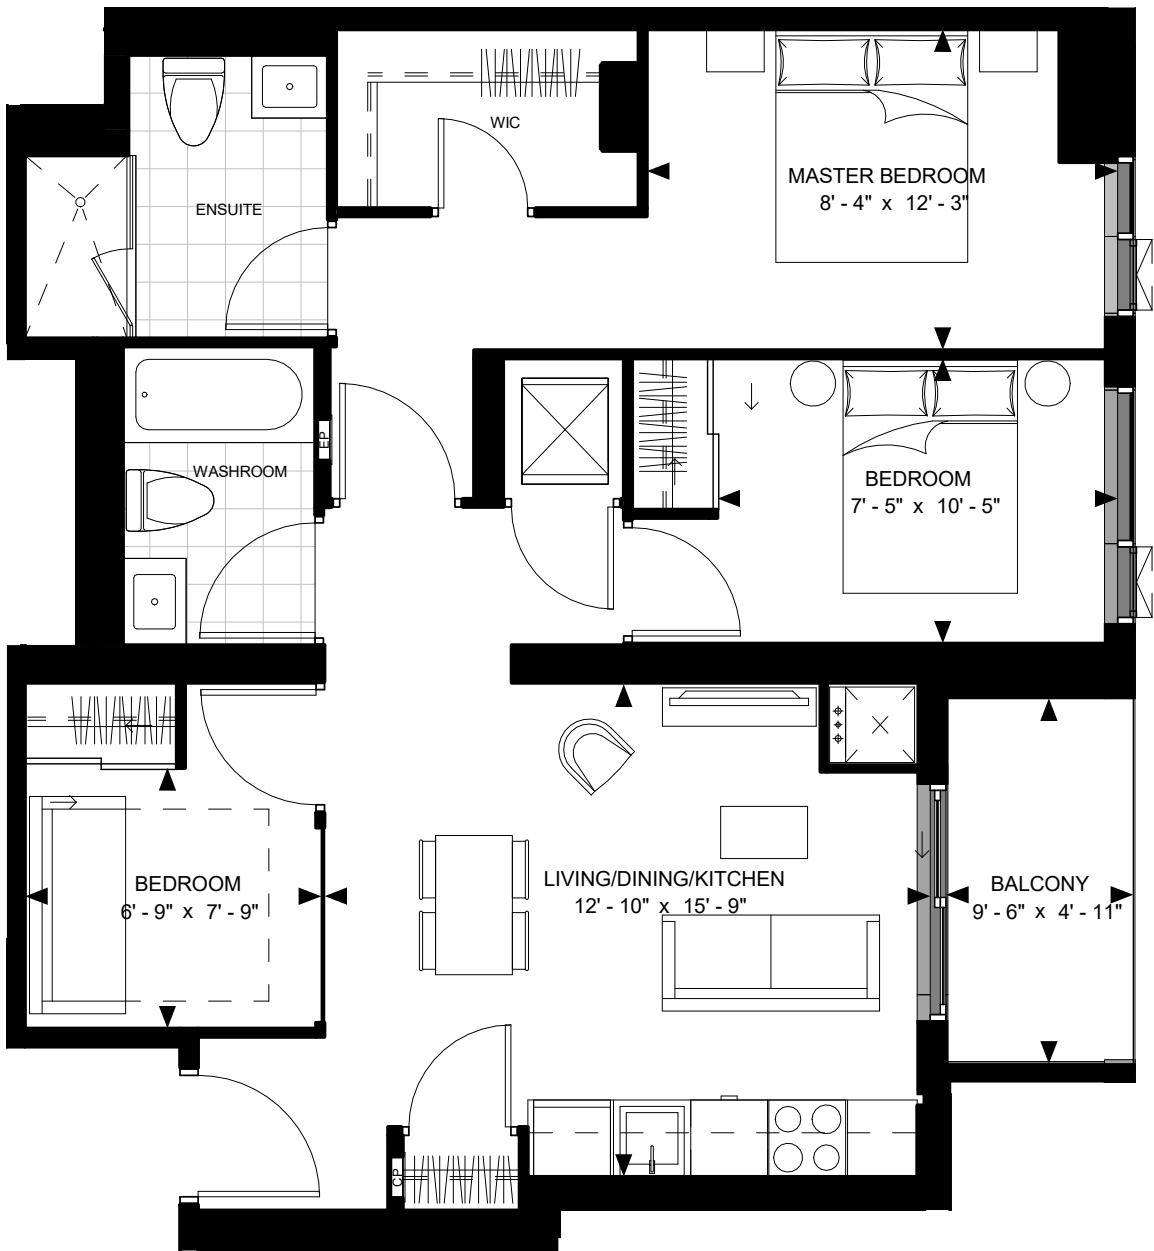 WIC
MASTER BEDROOM
8' - 4" x 12' - 3"
ENSUITE
EP
WASHROOM
BEDROOM
7' - 5" x 10' - 5"
BEDROOM
6' - 9" x 7' - 9"
LIVING/DINING/KITCHEN
12' - 10" x 15' - 9"
BALCONY
9' - 6" x 4' - 11"
CP